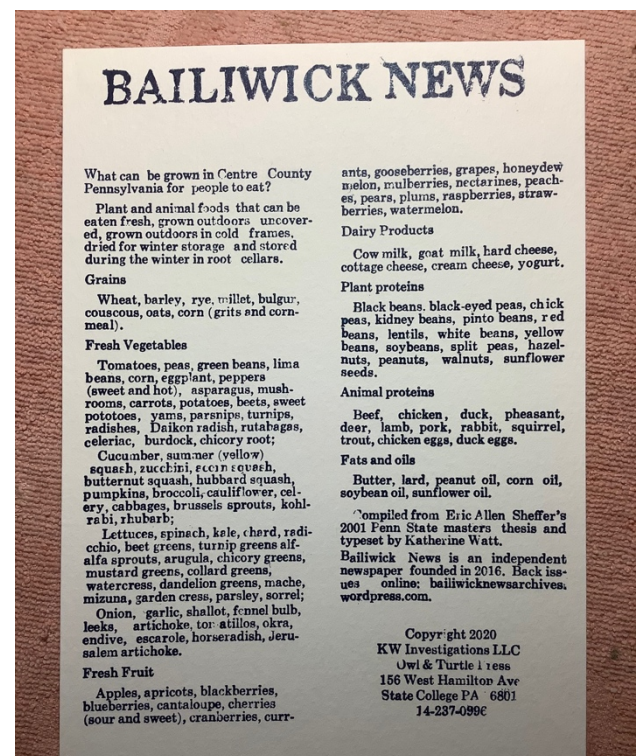 BAILIWICK NEWS
What can be grown in Centre County
Pennsylvania for people to eat?
Plant and animal foods that can be
eaten fresh, grown outdoors uncover-
ed, grown outdoors in cold frames,
dried for winter storage and stored
during the winter in root cellars.
Grains
Wheat, barley, rye, millet, bulgur,
couscous, oats, corn (grits and corn-
meal).
Fresh Vegetables
Tomatoes, peas, green beans, lima
beans, corn, eggplant, peppers
(sweet and hot), asparagus, mush-
rooms, carrots, potatoes, beets, sweet
pototoes, yams, parsnips, turnips,
radishes, Daikon radish, rutabagas,
celeriac, burdock, chicory root;
Cucumber, summer (yellow)
squash, zucchini, acorn squash,
butternut squash, hubbard squash,
pumpkins, broccoli, cauliflower, cel-
ery, cabbages, brussels sprouts, kohl-
rabi, rhubarb;
Lettuces, spinach, kale, chard, radi-
cchio, beet greens, turnip greens alf-
alfa sprouts, arugula, chicory greens,
mustard greens, collard greens,
watercress, dandelion greens, mache,
mizuna, garden cress, parsley, sorrel;
Onion, garlic, shallot, fennel bulb,
leeks, artichoke, tomatillos, okra,
endive, escarole, horseradish, Jeru-
salem artichoke.
Fresh Fruit
Apples, apricots, blackberries,
blueberries, cantaloupe, cherries
(sour and sweet), cranberries, curr-
ants, gooseberries, grapes, honeydew
melon, mulberries, nectarines, peach-
es, pears, plums, raspberries, straw-
berries, watermelon.
Dairy Products
Cow milk, goat milk, hard cheese,
cottage cheese, cream cheese, yogurt.
Plant proteins
Black beans. black-eyed peas, chick
peas, kidney beans, pinto beans, red
beans, lentils, white beans, yellow
beans, soybeans, split peas, hazel-
nuts, peanuts, walnuts, sunflower
seeds.
Animal proteins
Beef, chicken, duck, pheasant,
deer, lamb, pork, rabbit, squirrel,
trout, chicken eggs, duck eggs.
Fats and oils
Butter, lard, peanut oil, corn oil,
soybean oil, sunflower oil.
Compiled from Eric Allen Sheffer's
2001 Penn State masters thesis and
typeset by Katherine Watt.
Bailiwick News is an independent
newspaper founded in 2016. Back iss-
ues online: bailiwicknewsarchives.
wordpress.com.
Copyright 2020
KW Investigations LLC
Owl & Turtle Press
156 West Hamilton Ave
State College PA 6801
14-237-099